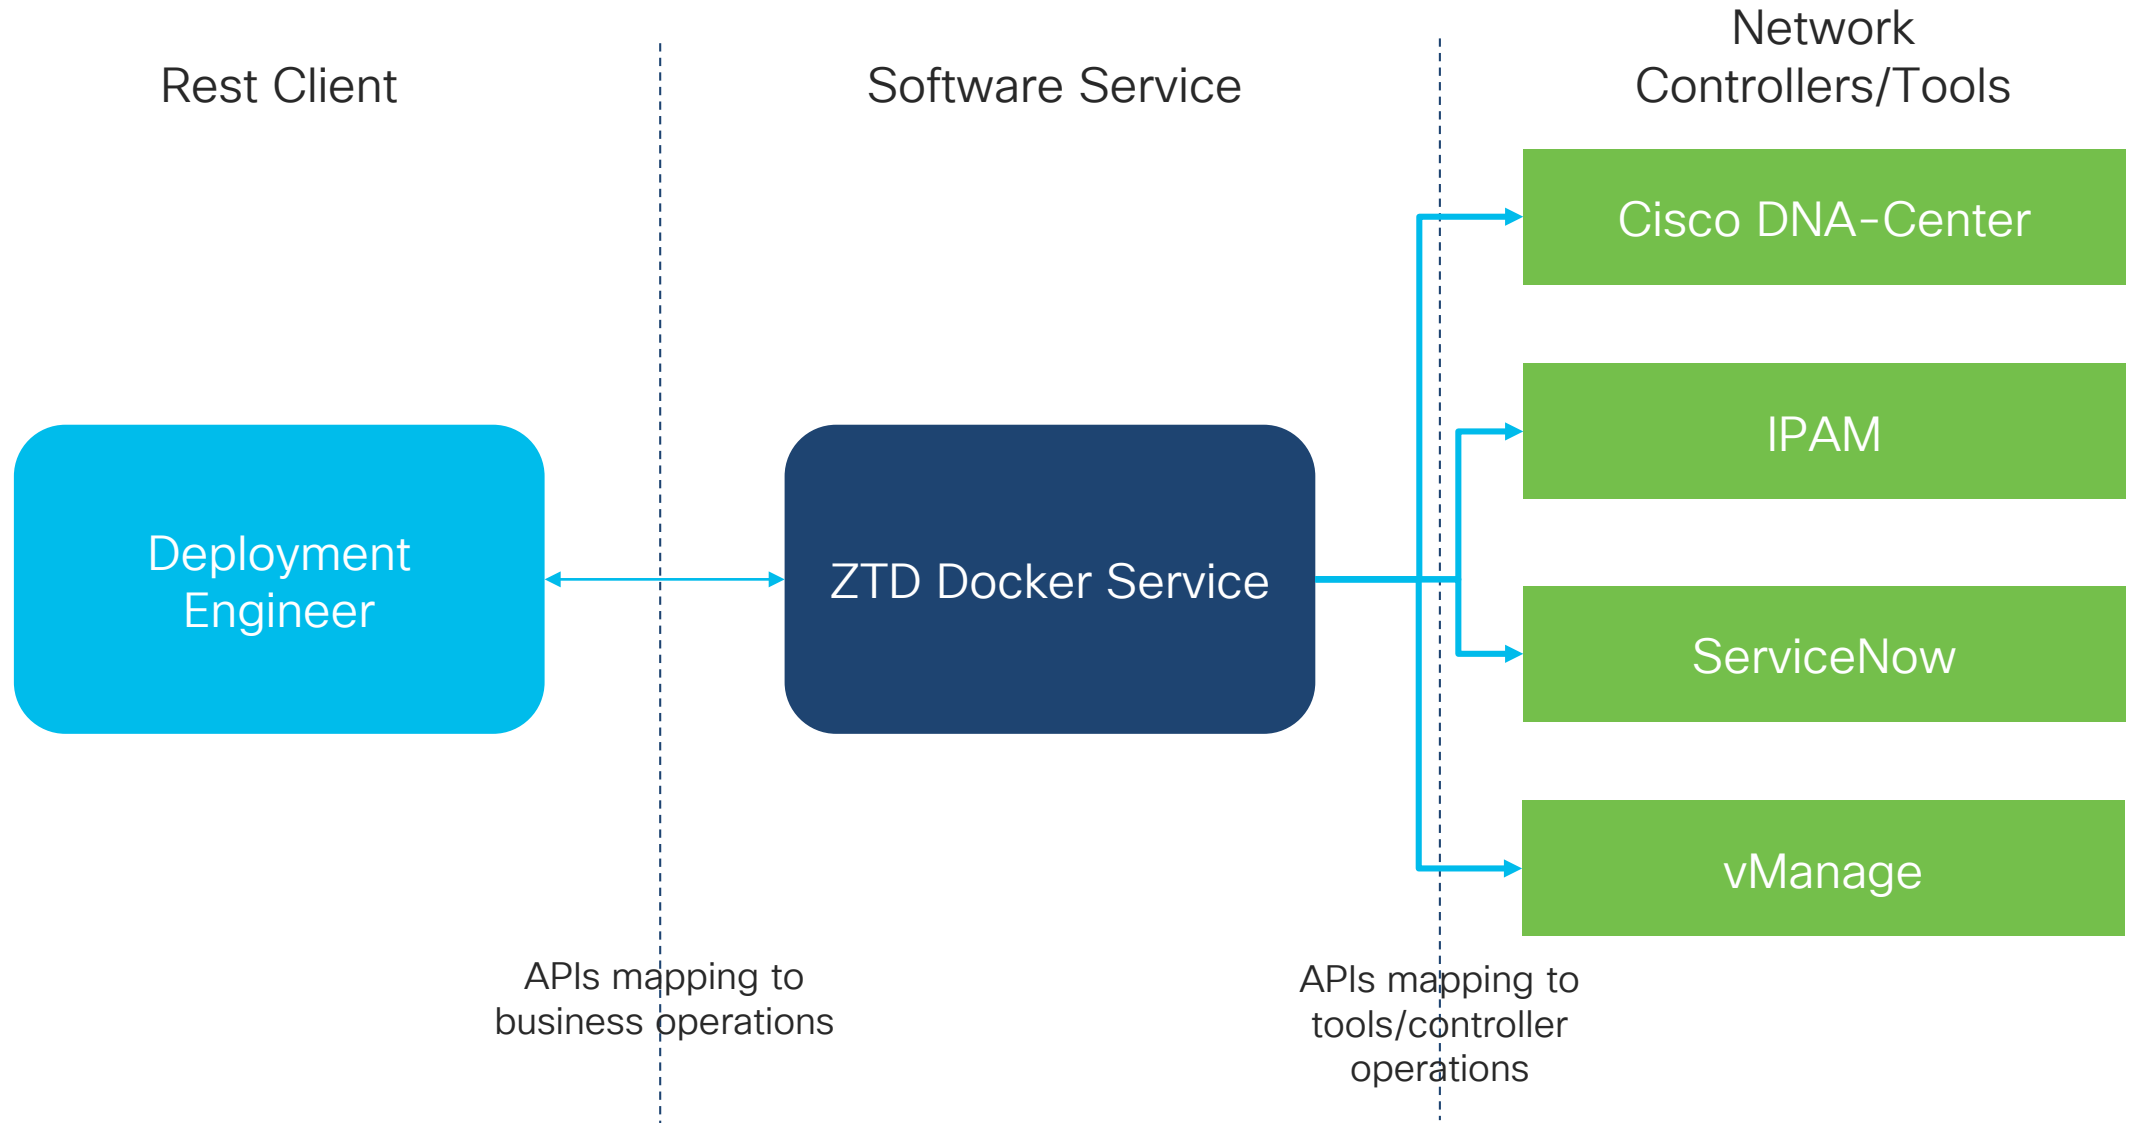 Rest Client
Software Service
Network
Controllers/Tools
Cisco DNA-Center
IPAM
Deployment
Engineer
ZTD Docker Service
ServiceNow
vManage
APIs mapping to
business operations
APIs mapping to
tools/controller
operations